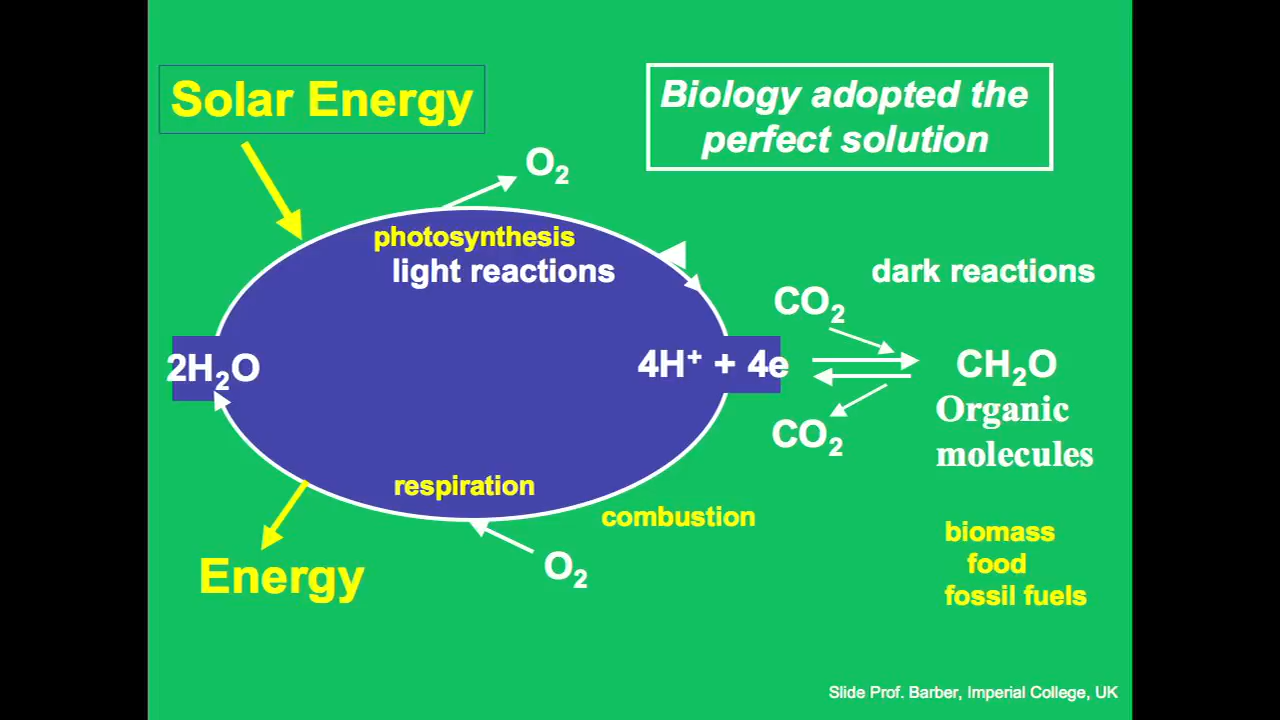 Solar Energy
Biology adopted the
perfect solution
O₂
photosynthesis
light reactions
dark reactions
CO₂
2H₂O
4H⁺ + 4e
CH₂O
Organic
molecules
CO₂
respiration
combustion
biomass
food
fossil fuels
O₂
Energy
Slide Prof. Barber, Imperial College, UK